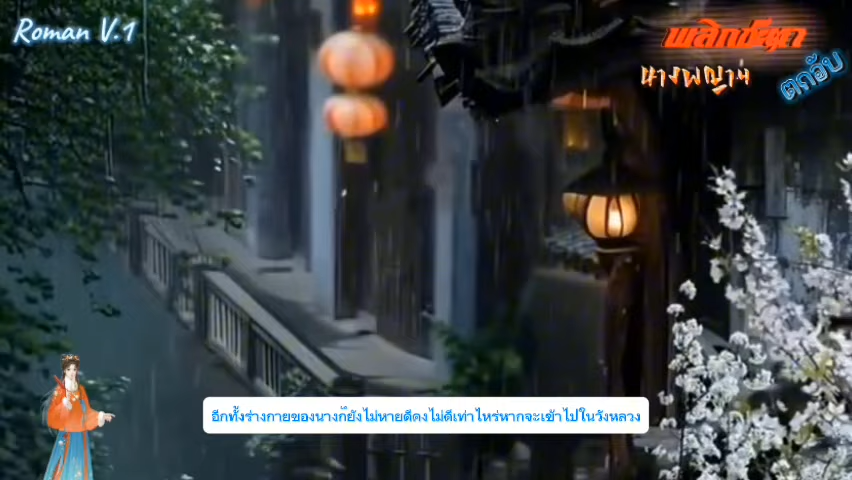 Roman V.1
พลิกชะตา
นางพญา
ตกอับ
อีกทั้งร่างกายของนางก็ยังไม่หายดีคงไม่ดีเท่าไหร่หากจะเข้าไปในวังหลวง